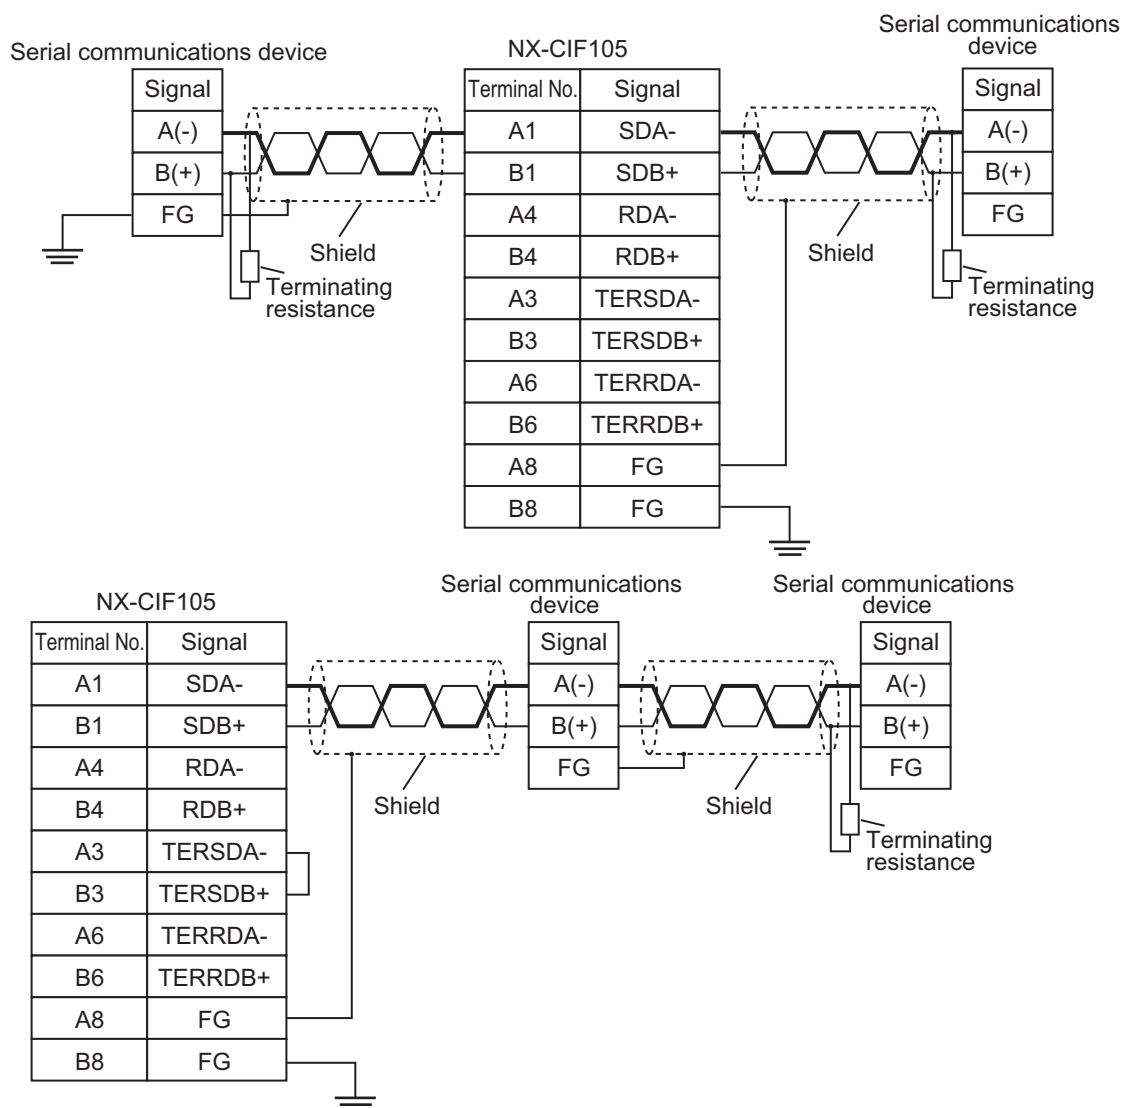 Serial communications device
Signal
A(-)
B(+)
FG
Shield
Terminating
resistance
NX-CIF105
Terminal No. Signal
A1 SDA-
B1 SDB+
A4 RDA-
B4 RDB+
A3 TERSDA-
B3 TERSDB+
A6 TERRDA-
B6 TERRDB+
A8 FG
B8 FG
Serial communications
device
Signal
A(-)
B(+)
FG
Shield
Terminating
resistance
NX-CIF105
Terminal No. Signal
A1 SDA-
B1 SDB+
A4 RDA-
B4 RDB+
A3 TERSDA-
B3 TERSDB+
A6 TERRDA-
B6 TERRDB+
A8 FG
B8 FG
Shield
Serial communications
device
Signal
A(-)
B(+)
FG
Shield
Serial communications
device
Signal
A(-)
B(+)
FG
Terminating
resistance